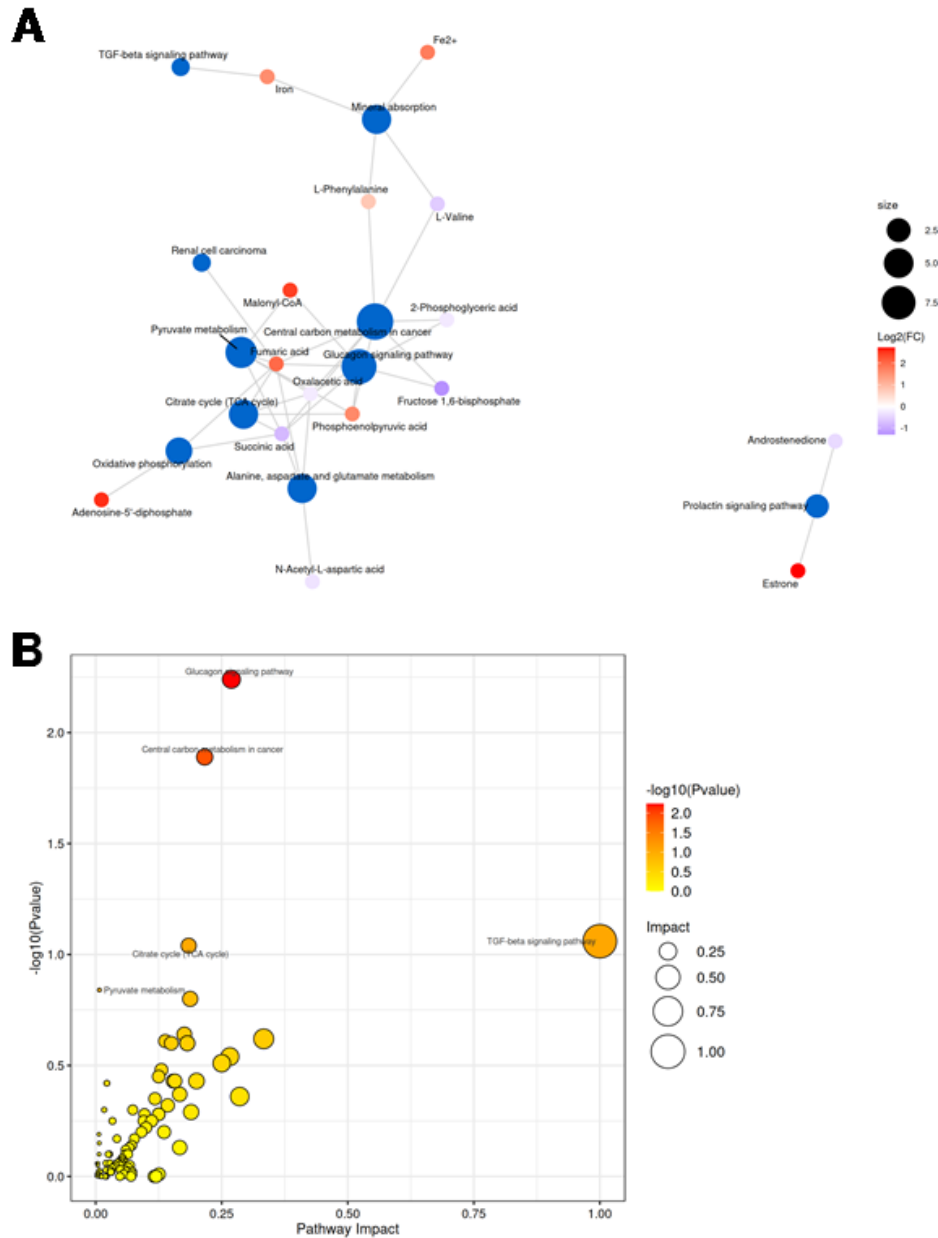 A
TGF-beta signaling pathway
Iron
Fe2+
Mineral absorption
L-Phenylalanine
L-Valine
Renal cell carcinoma
Malonyl-CoA
2-Phosphoglyceric acid
Pyruvate metabolism
Central carbon metabolism in cancer
Fumaric acid
Glucagon signaling pathway
Oxalacetic acid
Fructose 1,6-bisphosphate
Citrate cycle (TCA cycle)
Phosphoenolpyruvic acid
Succinic acid
Oxidative phosphorylation
Alanine, aspartate and glutamate metabolism
Adenosine-5'-diphosphate
N-Acetyl-L-aspartic acid
Androstenedione
Prolactin signaling pathway
Estrone
size
2.5
5.0
7.5
Log2(FC)
2
1
0
-1
B
Glucagon signaling pathway
Central carbon metabolism in cancer
TGF-beta signaling pathway
Citrate cycle (TCA cycle)
Pyruvate metabolism
-log10(Pvalue)
2.0
1.5
1.0
0.5
0.0
0.00
0.25
0.50
0.75
1.00
Pathway Impact
-log10(Pvalue)
2.0
1.5
1.0
0.5
0.0
Impact
0.25
0.50
0.75
1.00